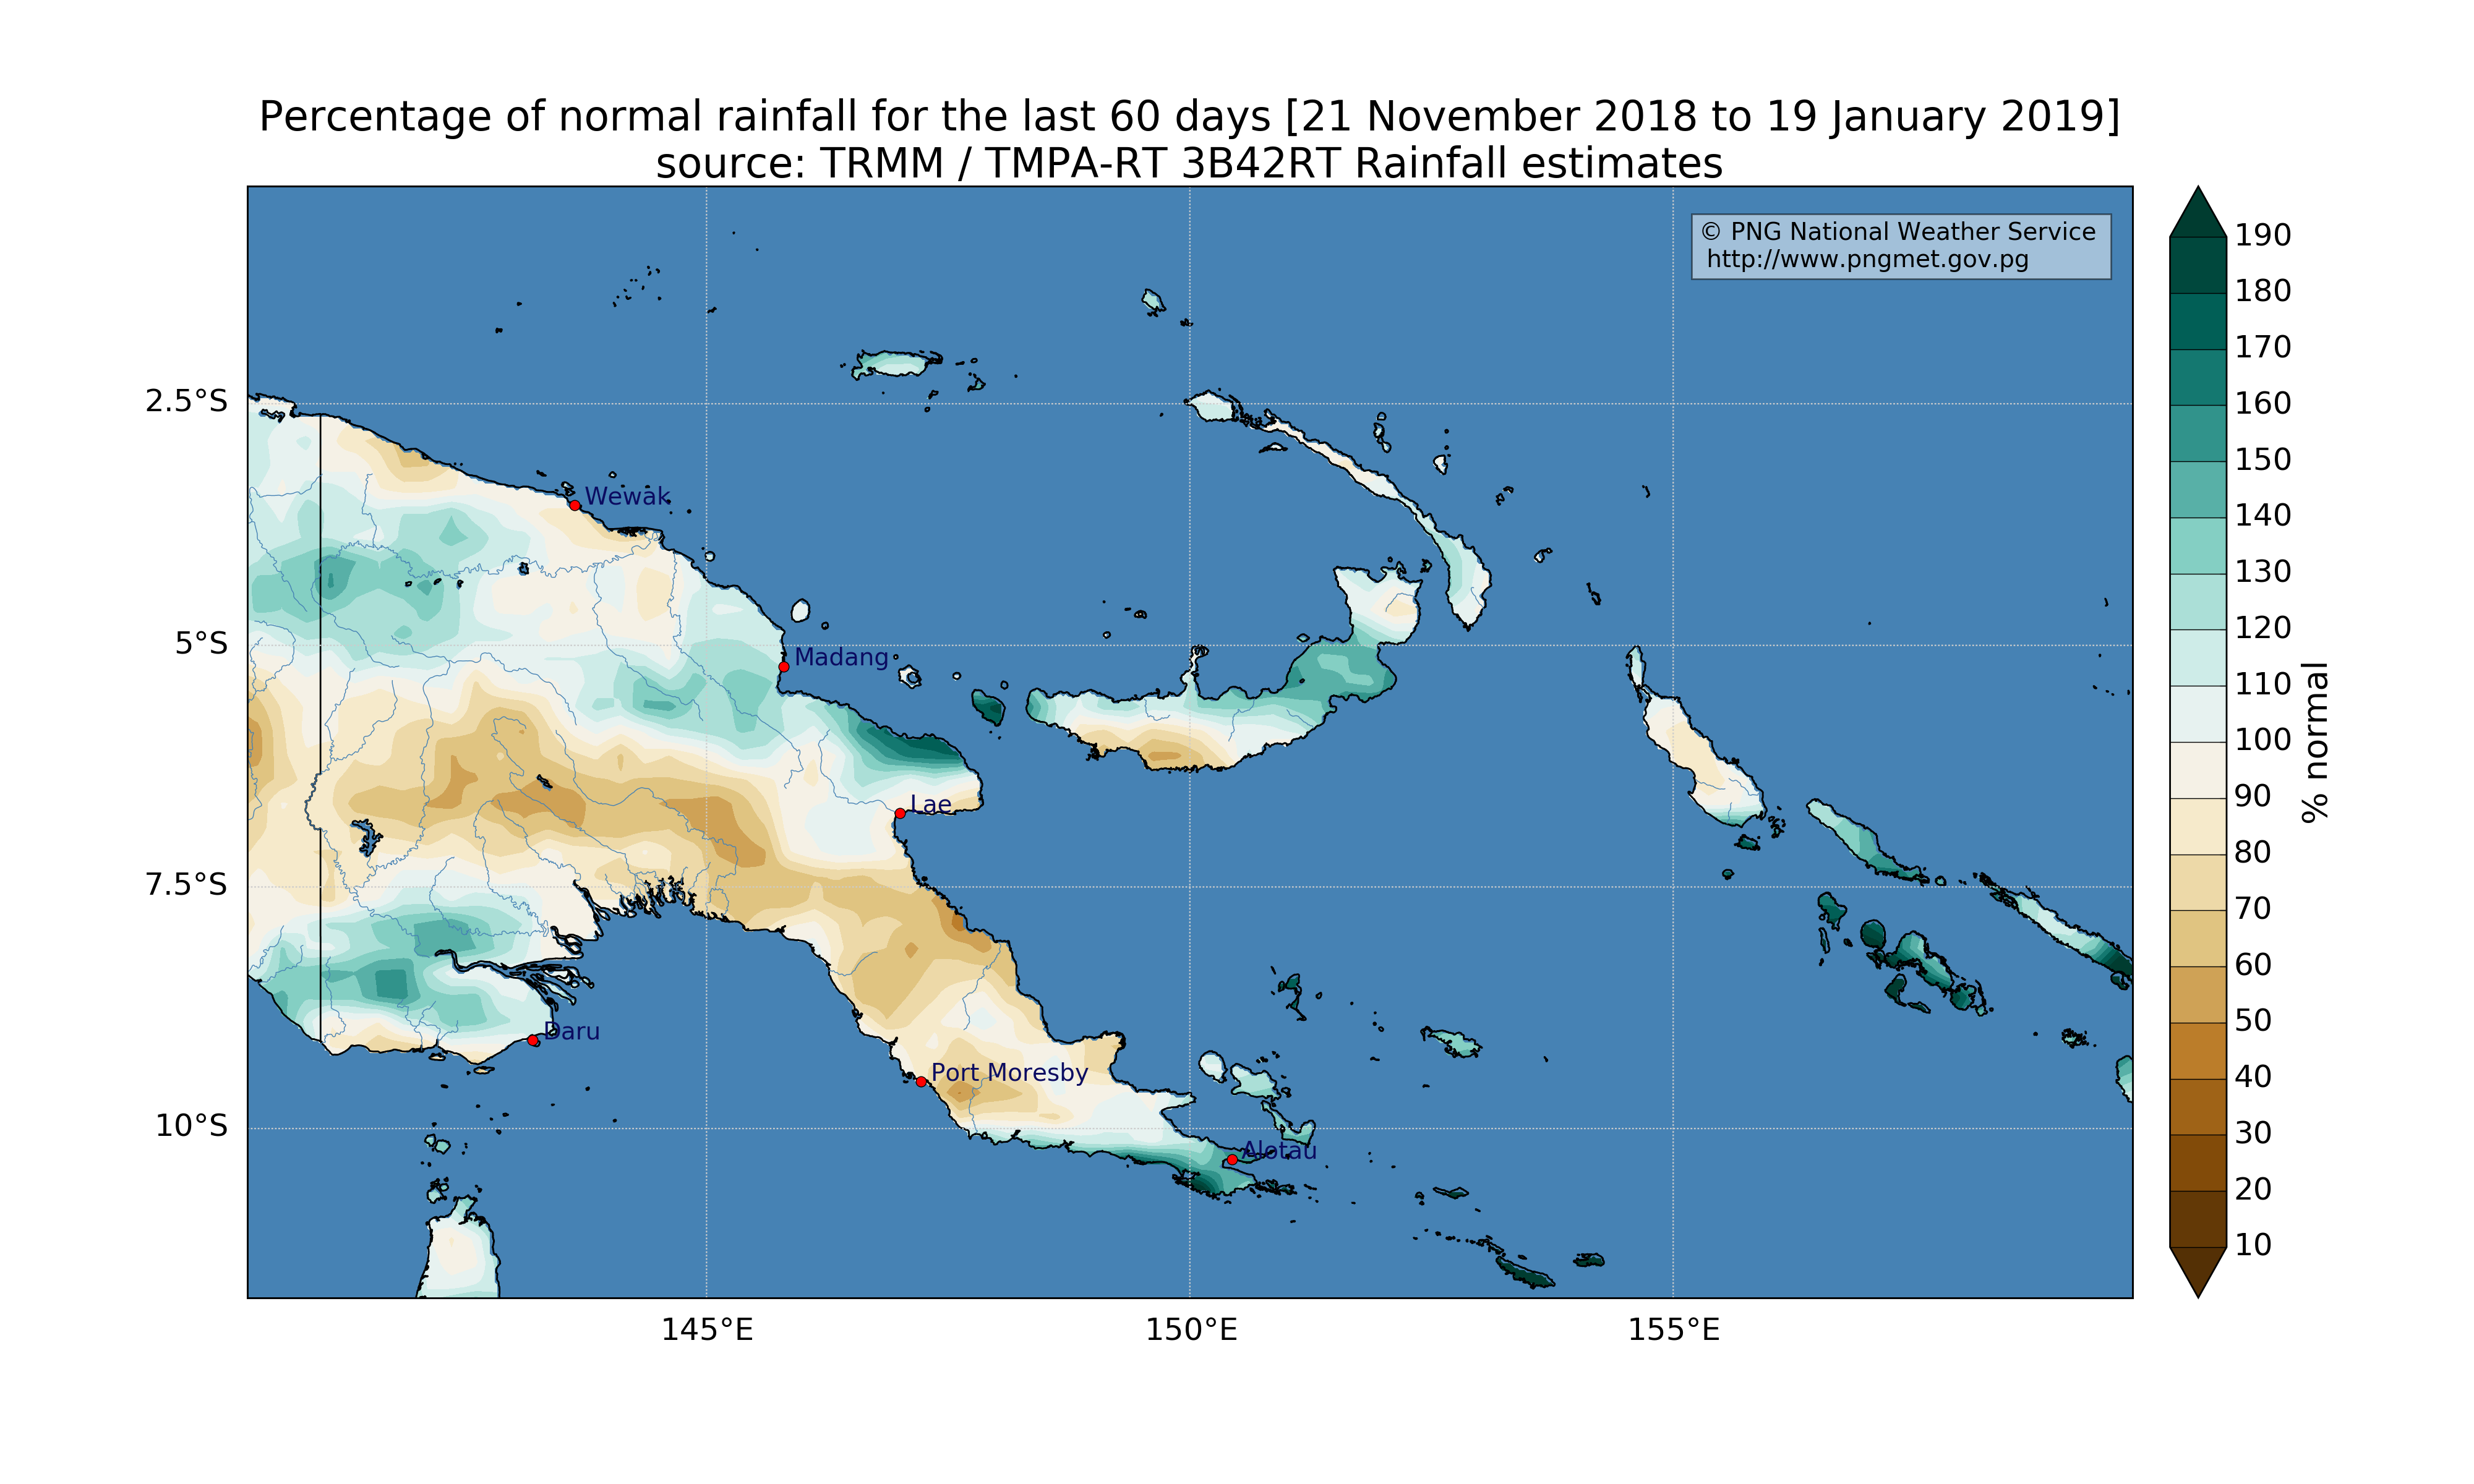 Percentage of normal rainfall for the last 60 days [21 November 2018 to 19 January 2019]
source: TRMM / TMPA-RT 3B42RT Rainfall estimates
© PNG National Weather Service
http://www.pngmet.gov.pg
2.5°S
5°S
7.5°S
10°S
Wewak
Madang
Lae
Daru
Port Moresby
Alotau
145°E
150°E
155°E
190
180
170
160
150
140
130
120
110
100
90
80
70
60
50
40
30
20
10
% normal